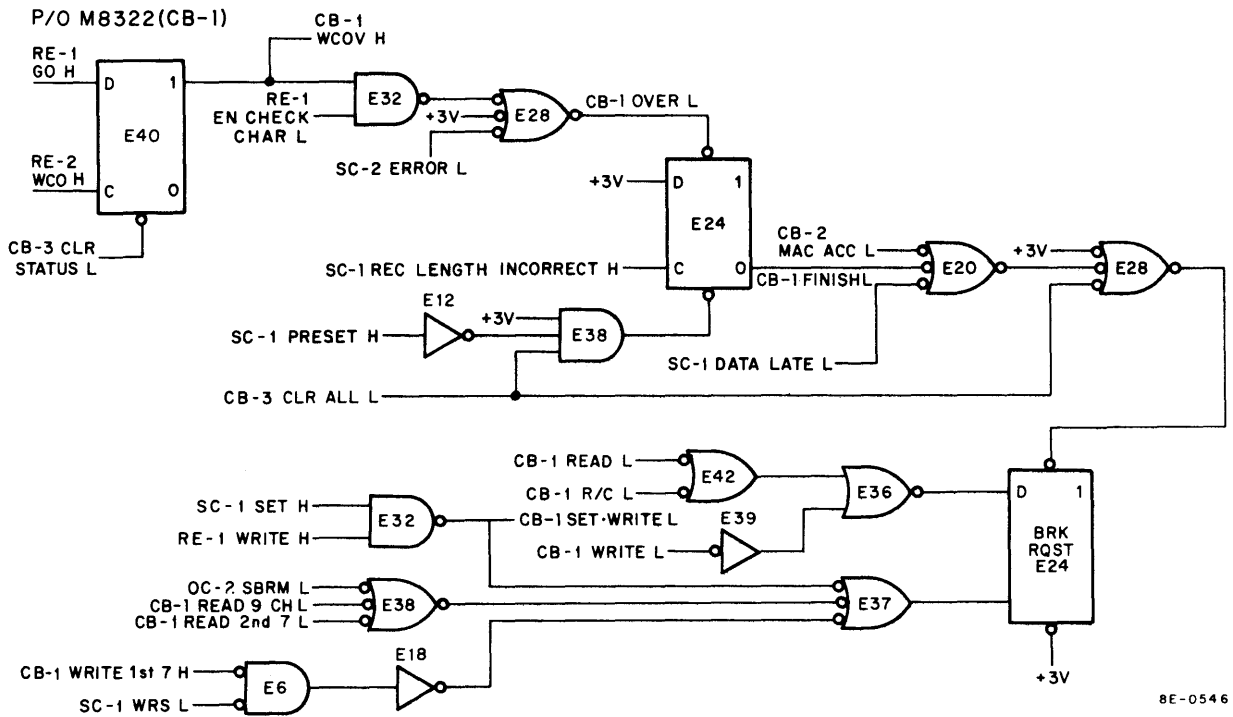 P/O M8322(CB-1)
CB-1
WCOV H
RE-1
GO H
D 1
E40
RE-2
WCO H
C 0
CB-3 CLR
STATUS L
RE-1
EN CHECK
CHAR L
E32
+3V
E28
SC-2 ERROR L
CB-1 OVER L
+3V
D 1
E24
SC-1 REC LENGTH INCORRECT H
C 0
CB-2
MAC ACC L
CB-1 FINISH L
E20
+3V
E28
E12
SC-1 PRESET H
+3V
E38
SC-1 DATA LATE L
CB-3 CLR ALL L
CB-1 READ L
CB-1 R/C L
E42
E36
SC-1 SET H
RE-1 WRITE H
E32
CB-1 SET·WRITE L
E39
CB-1 WRITE L
D 1
BRK
RQST
E24
OC-2 SBRM L
CB-1 READ 9 CH L
CB-1 READ 2nd 7 L
E38
E37
CB-1 WRITE 1st 7 H
SC-1 WRS L
E6
E18
+3V
8E-0546